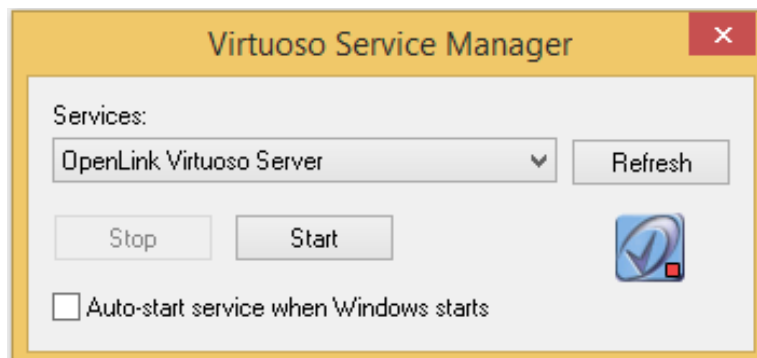 Virtuoso Service Manager
Services:
OpenLink Virtuoso Server
Refresh
Stop
Start
Auto-start service when Windows starts